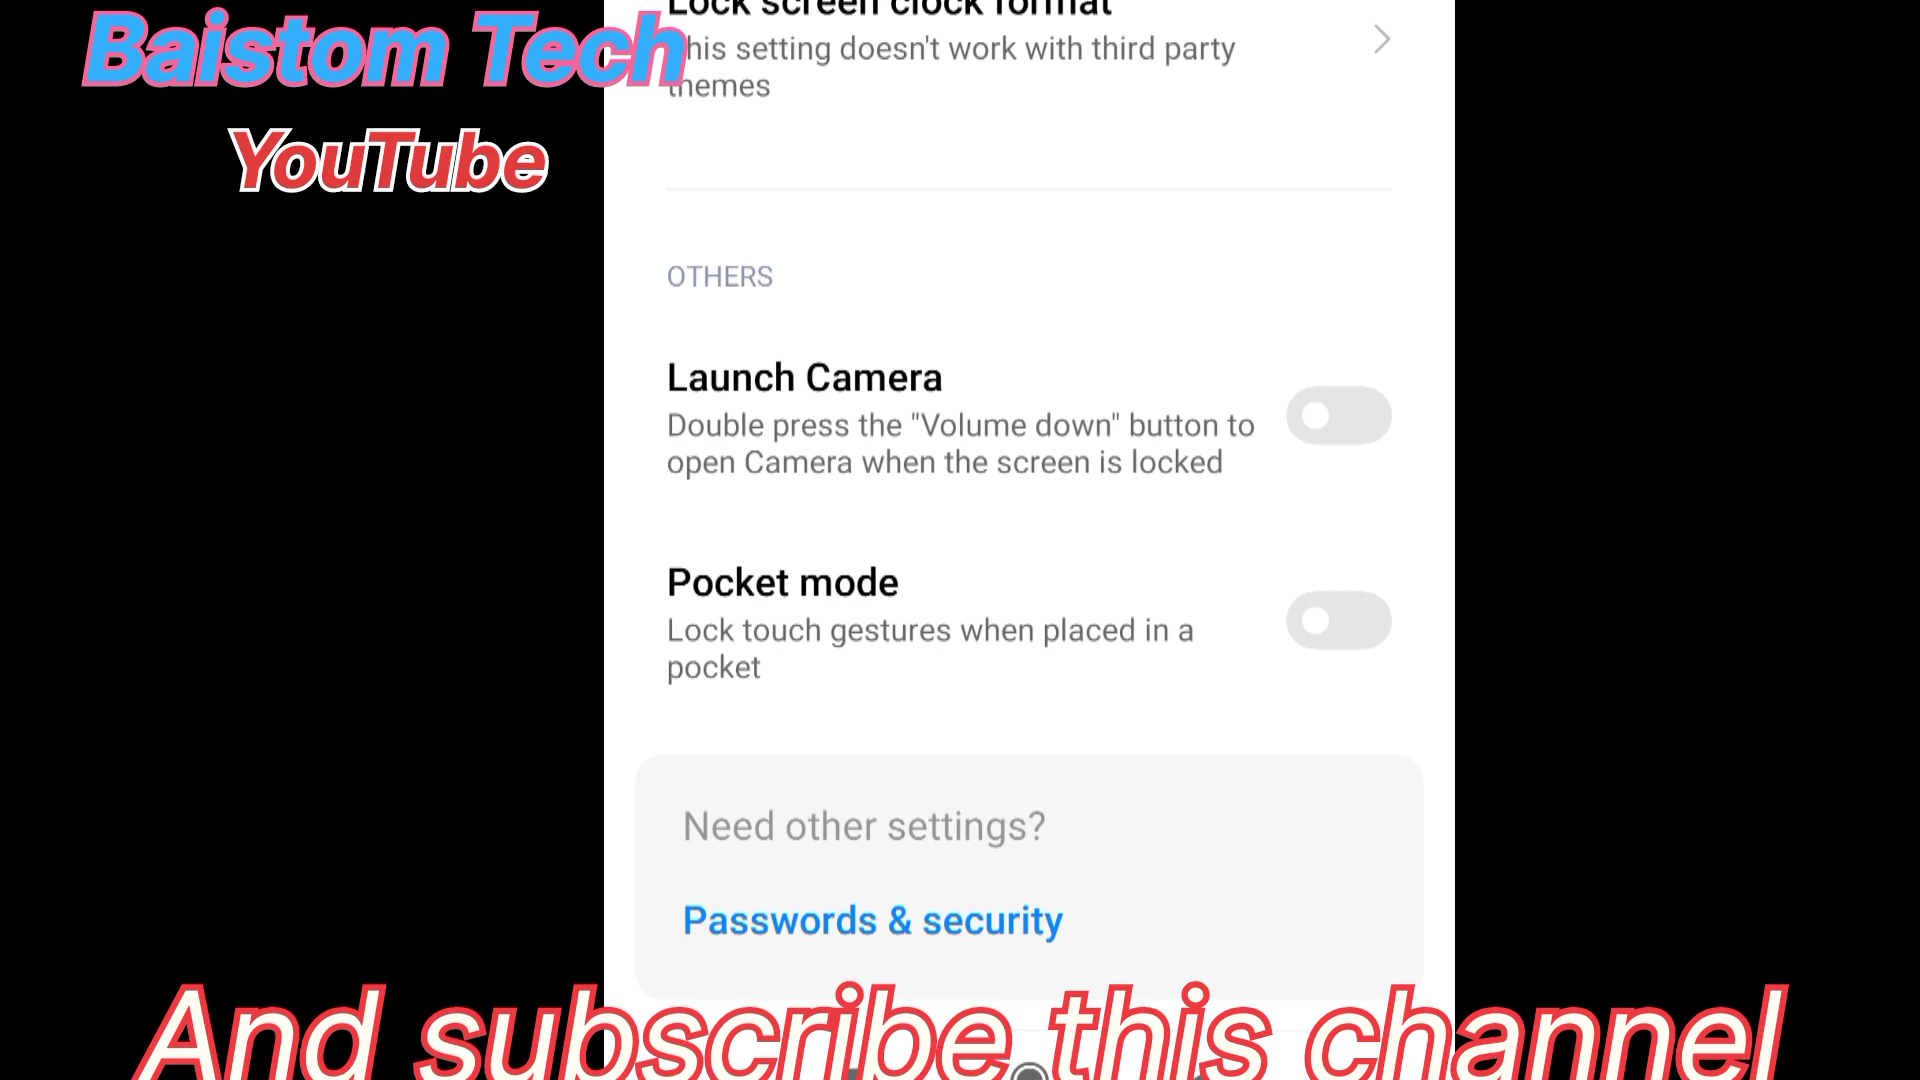 Baistom Tech
YouTube
Lock screen clock format
This setting doesn't work with third party
themes
OTHERS
Launch Camera
Double press the "Volume down" button to
open Camera when the screen is locked
Pocket mode
Lock touch gestures when placed in a
pocket
Need other settings?
Passwords & security
And subscribe this channel